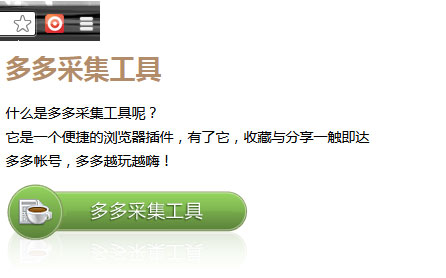 多多采集工具
什么是多多采集工具呢？
它是一个便捷的浏览器插件，有了它，收藏与分享一触即达
多多帐号，多多越玩越嗨！
多多采集工具